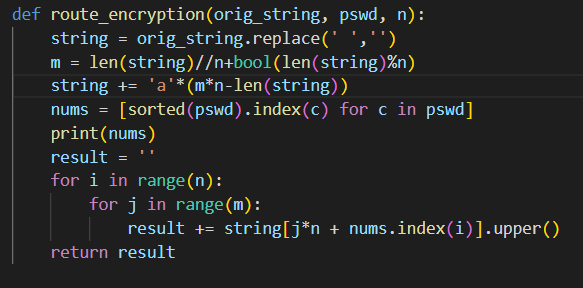 def route_encryption(orig_string, pswd, n):
    string = orig_string.replace(' ','')
    m = len(string)//n+bool(len(string)%n)
    string += 'a'*(m*n-len(string))
    nums = [sorted(pswd).index(c) for c in pswd]
    print(nums)
    result = ''
    for i in range(n):
        for j in range(m):
            result += string[j*n + nums.index(i)].upper()
    return result